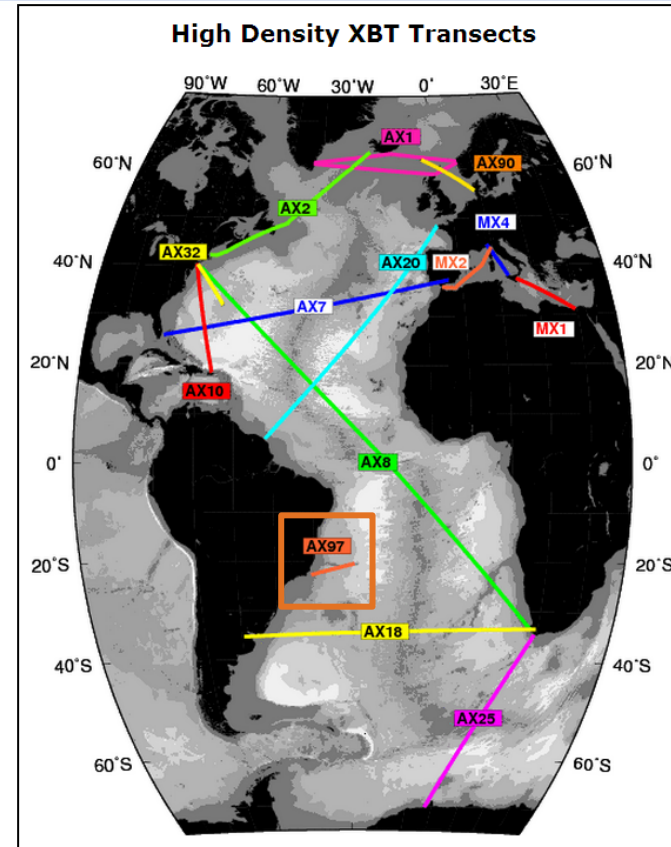 High Density XBT Transects
90˚W 60˚W 30˚W 0˚ 30˚E
AX1
60˚N AX90 60˚N
AX2 MX4
AX32
40˚N AX20 MX2 40˚N
AX7
MX1
20˚N 20˚N
AX10
0˚ AX8 0˚
AX97
20˚S 20˚S
AX18
40˚S 40˚S
AX25
60˚S 60˚S